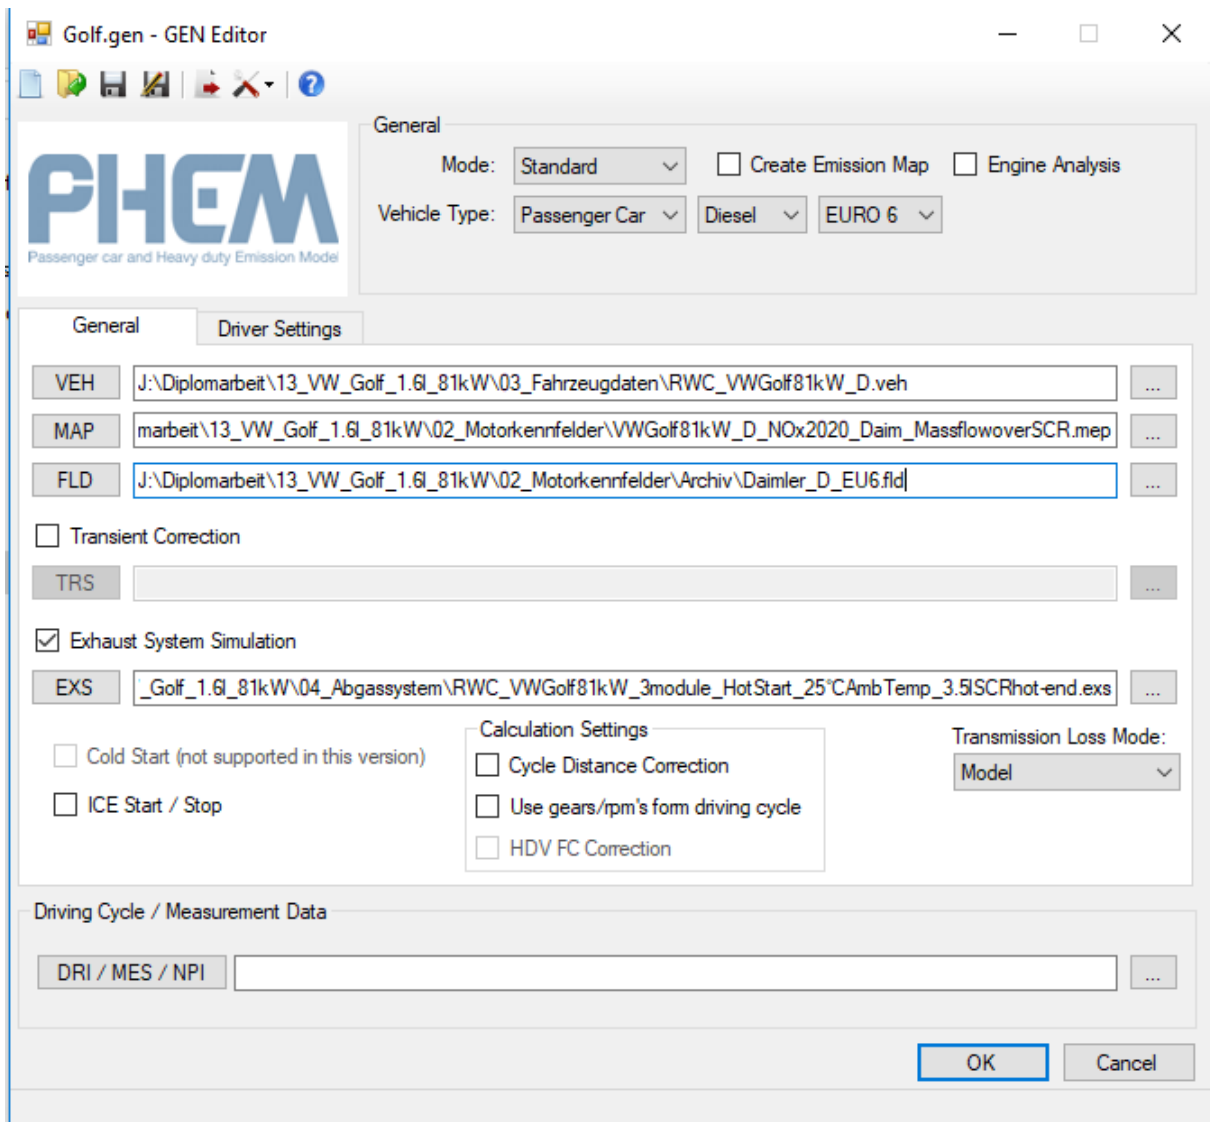 Golf.gen - GEN Editor
PHEM
Passenger car and Heavy duty Emission Model
General
Mode: Standard Create Emission Map Engine Analysis
Vehicle Type: Passenger Car Diesel EURO 6
General Driver Settings
VEH J:\Diplomarbeit\13_VW_Golf_1.6l_81kW\03_Fahrzeugdaten\RWC_VWGolf81kW_D.veh ...
MAP marbeit\13_VW_Golf_1.6l_81kW\02_Motorkennfelder\VWGolf81kW_D_NOx2020_Daim_MassflowoverSCR.mep ...
FLD J:\Diplomarbeit\13_VW_Golf_1.6l_81kW\02_Motorkennfelder\Archiv\Daimler_D_EU6.fld ...
Transient Correction
TRS ...
Exhaust System Simulation
EXS _Golf_1.6l_81kW\04_Abgassystem\RWC_VWGolf81kW_3module_HotStart_25°CAmbTemp_3.5lSCRhot-end.exs ...
Cold Start (not supported in this version)
ICE Start / Stop
Calculation Settings
Cycle Distance Correction
Use gears/rpm's form driving cycle
HDV FC Correction
Transmission Loss Mode:
Model
Driving Cycle / Measurement Data
DRI / MES / NPI ...
OK Cancel